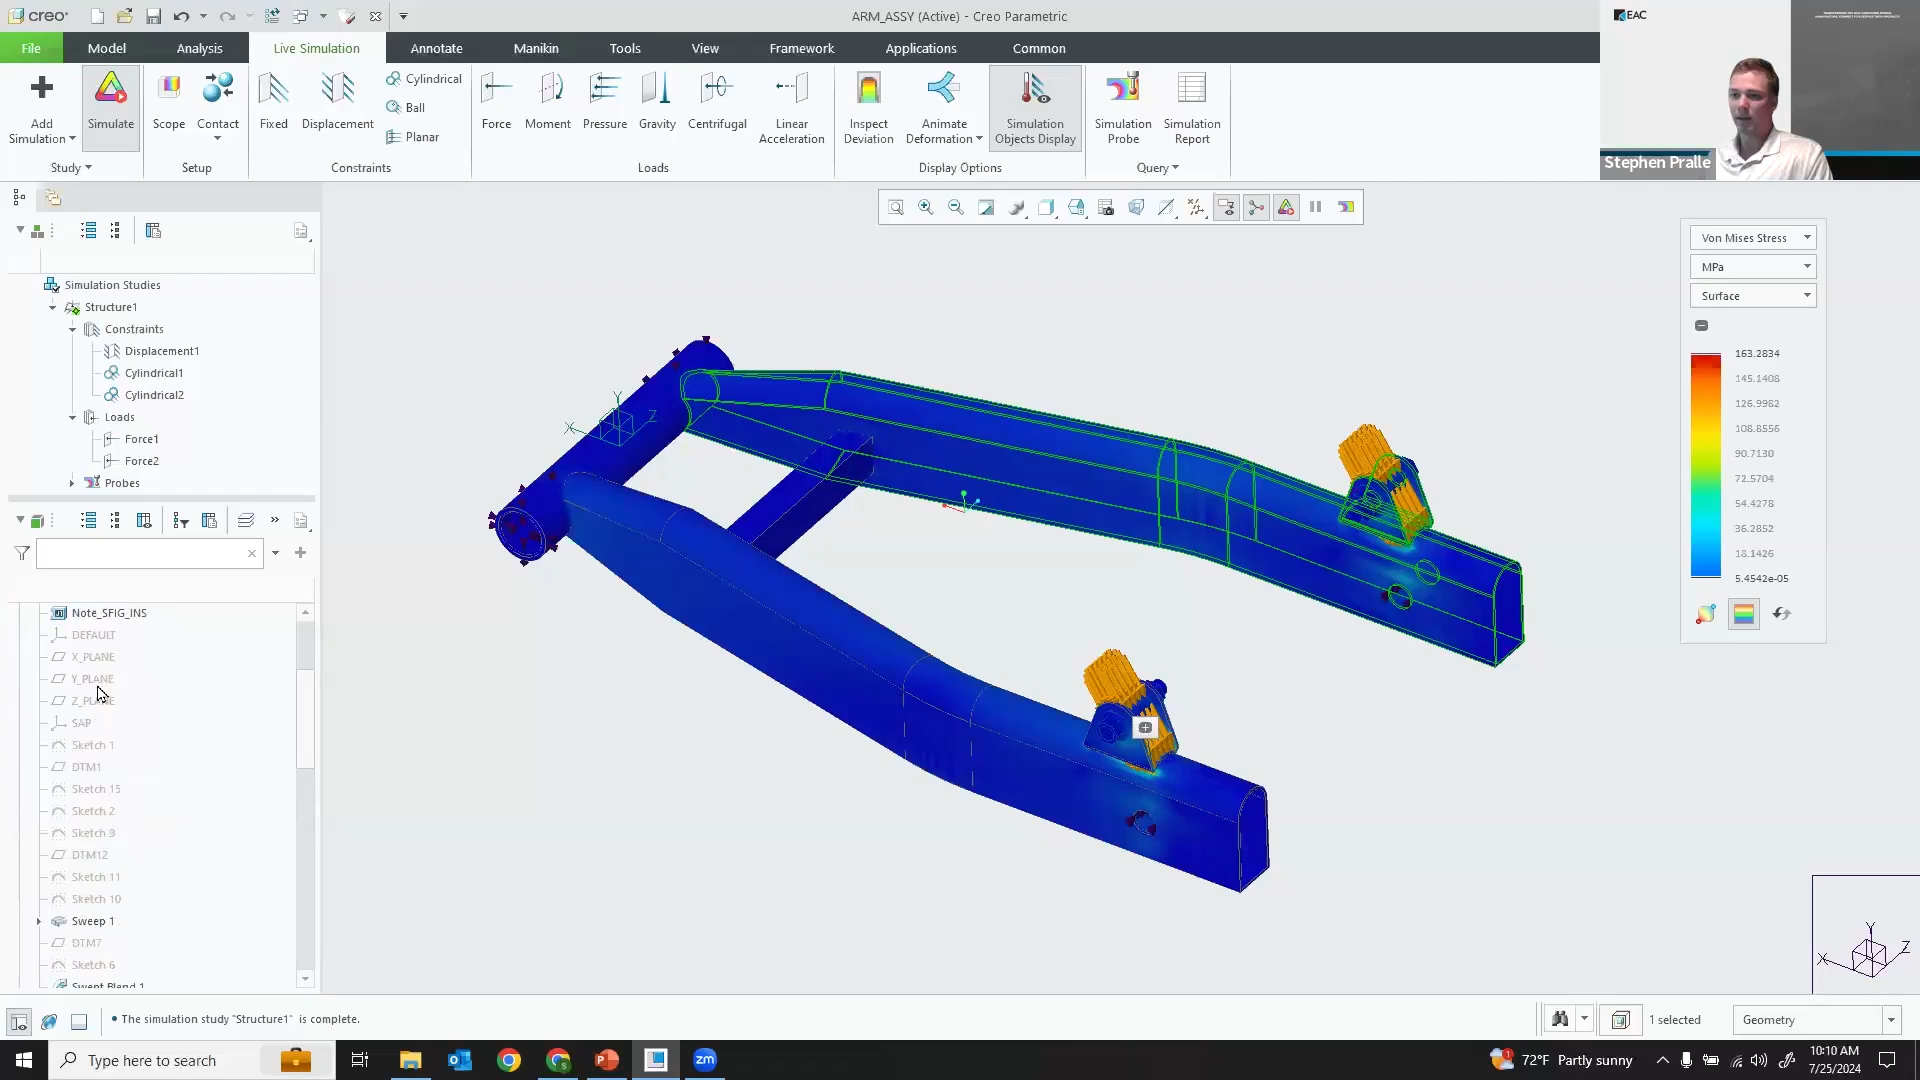 creo
ARM_ASSY (Active) - Creo Parametric
File
Model
Analysis
Live Simulation
Annotate
Manikin
Tools
View
Framework
Applications
Common
Add
Simulation
Simulate
Scope
Contact
Fixed
Displacement
Cylindrical
Ball
Planar
Force
Moment
Pressure
Gravity
Centrifugal
Linear
Acceleration
Inspect
Deviation
Animate
Deformation
Simulation
Objects Display
Simulation
Probe
Simulation
Report
Study
Setup
Constraints
Loads
Display Options
Query
EAC
Stephen Pralle
Simulation Studies
Structure1
Constraints
Displacement1
Cylindrical1
Cylindrical2
Loads
Force1
Force2
Probes
Note_SFIG_INS
DEFAULT
X_PLANE
Y_PLANE
Z_PLANE
SAP
Sketch 1
DTM1
Sketch 15
Sketch 2
Sketch 9
DTM12
Sketch 11
Sketch 10
Sweep 1
DTM7
Sketch 6
Swept Blend 1
X
Y
Z
Von Mises Stress
MPa
Surface
163.2834
145.1408
126.9982
108.8556
90.7130
72.5704
54.4278
36.2852
18.1426
5.4542e-05
X
Y
Z
• The simulation study "Structure1" is complete.
1 selected
Geometry
Type here to search
zm
72°F Partly sunny
10:10 AM
7/25/2024